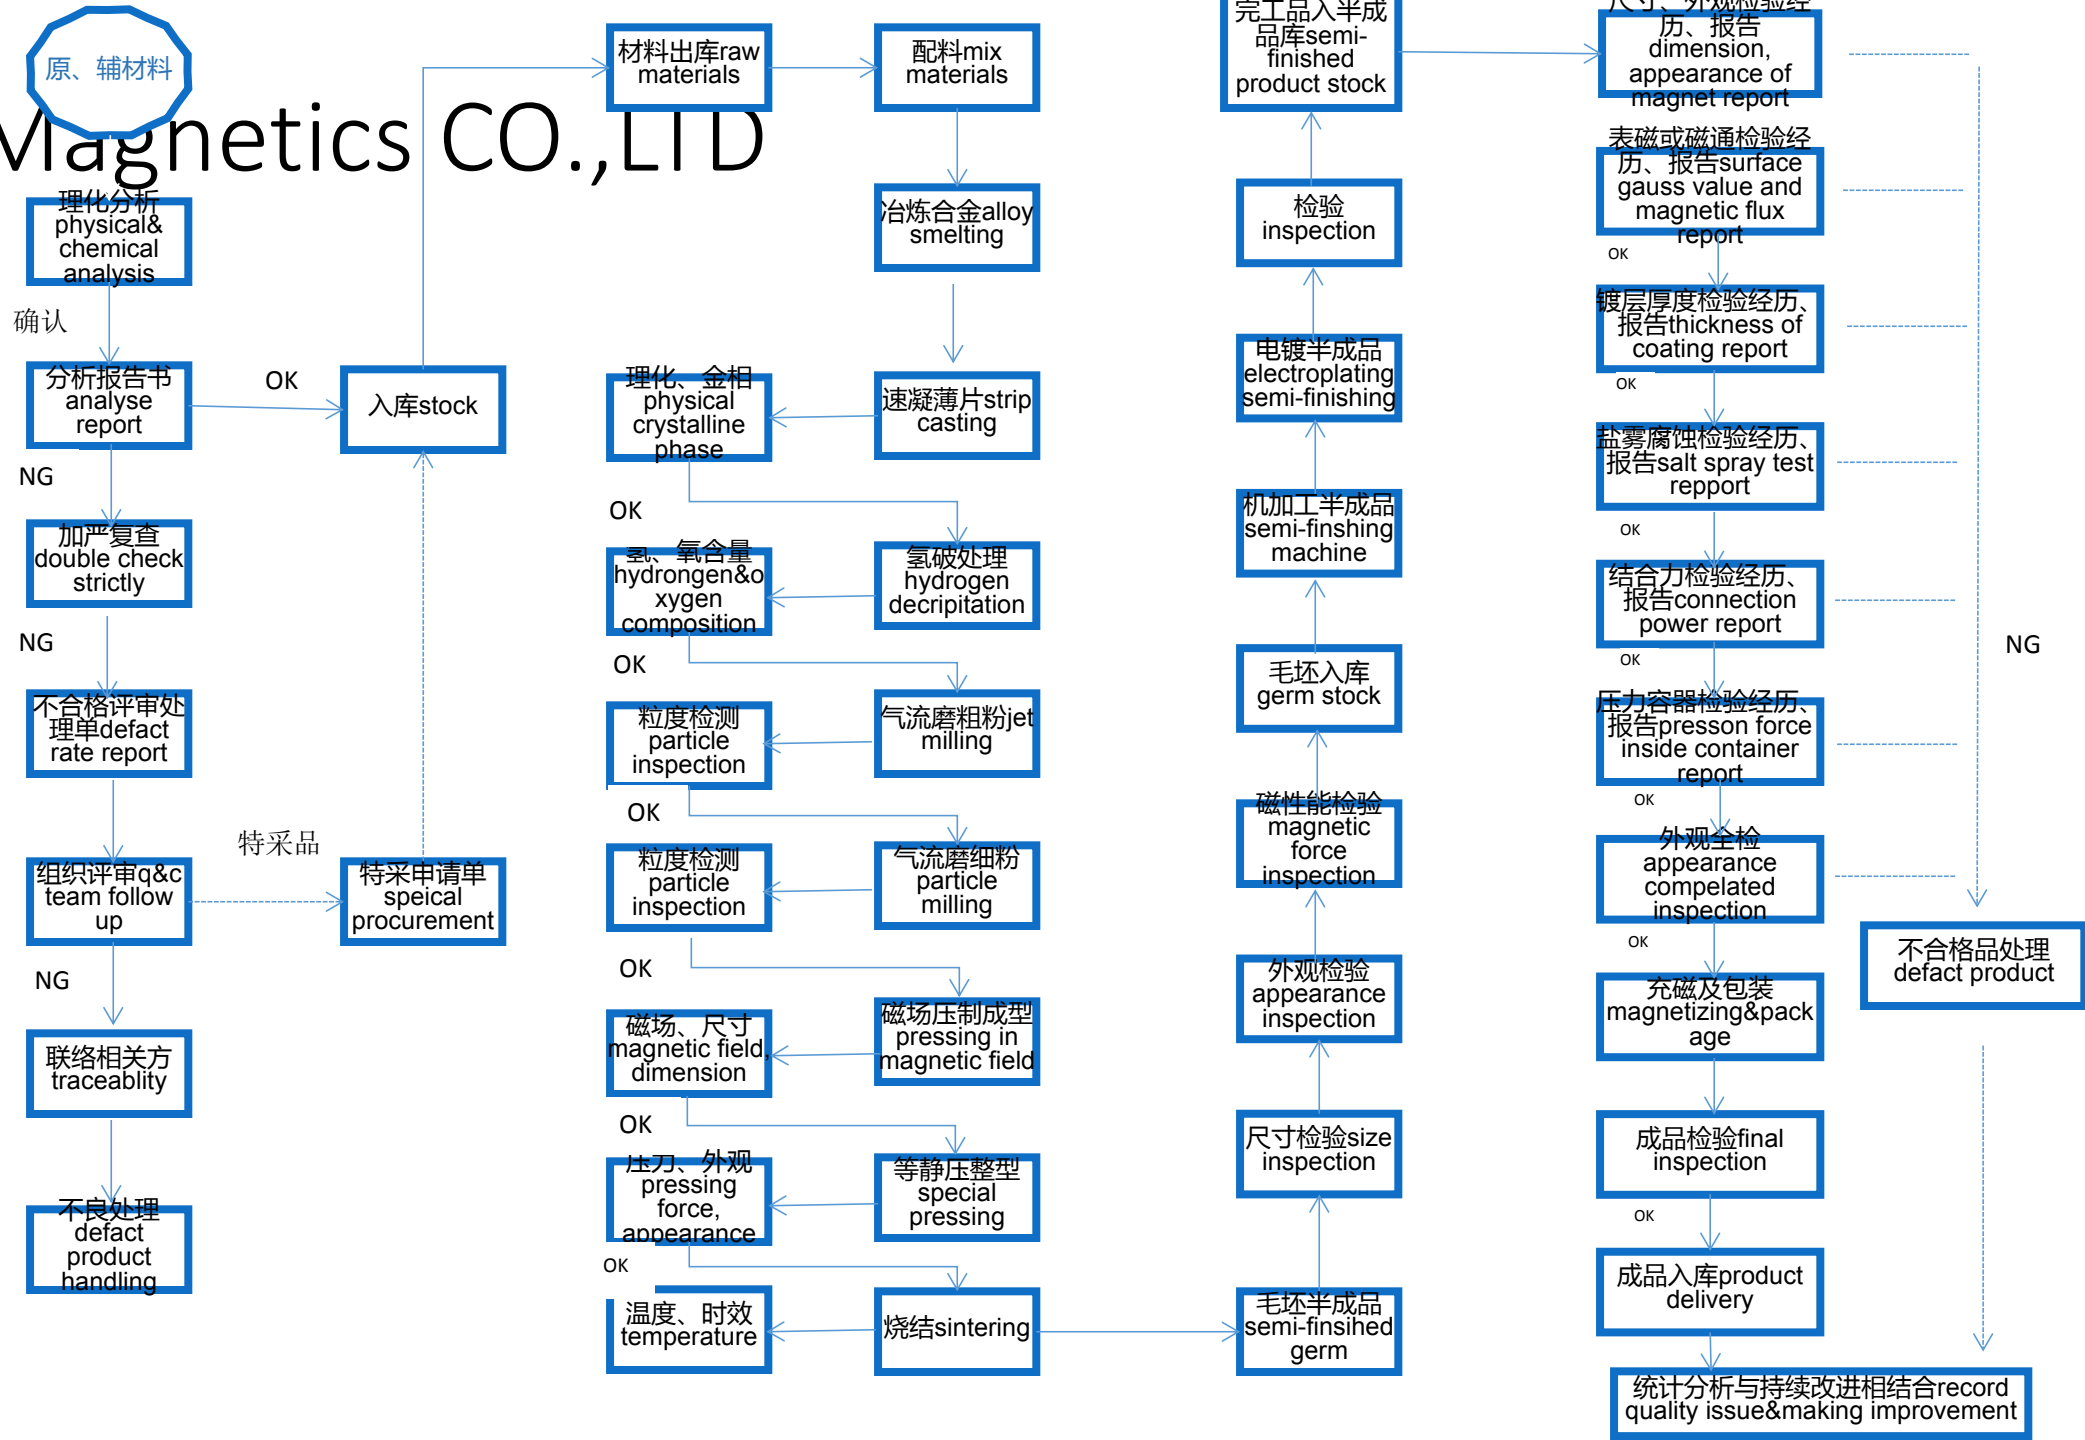 原、辅材料
Magnetics CO.,LTD
理化分析
physical&
chemical
analysis
确认
分析报告书
analyse
report
OK
NG
加严复查
double check
strictly
NG
不合格评审处
理单defact
rate report
组织评审q&c
team follow
up
NG
联络相关方
traceablity
不良处理
defact
product
handling
入库stock
特采品
特采申请单
speical
procurement
材料出库raw
materials
配料mix
materials
冶炼合金alloy
smelting
速凝薄片strip
casting
理化、金相
physical
crystalline
phase
OK
氢破处理
hydrogen
decripitation
氢、氧含量
hydrongen&o
xygen
composition
OK
气流磨粗粉jet
milling
粒度检测
particle
inspection
OK
气流磨细粉
particle
milling
粒度检测
particle
inspection
OK
磁场压制成型
pressing in
magnetic field
磁场、尺寸
magnetic field,
dimension
OK
等静压整型
special
pressing
压力、外观
pressing
force,
appearance
OK
烧结sintering
温度、时效
temperature
毛坯半成品
semi-finsihed
germ
尺寸检验size
inspection
外观检验
appearance
inspection
磁性能检验
magnetic
force
inspection
毛坯入库
germ stock
机加工半成品
semi-finshing
machine
电镀半成品
electroplating
semi-finishing
检验
inspection
完工品入半成
品库semi-
finished
product stock
尺寸、外观检验经
历、报告
dimension,
appearance of
magnet report
表磁或磁通检验经
历、报告surface
gauss value and
magnetic flux
report
OK
镀层厚度检验经历、
报告thickness of
coating report
OK
盐雾腐蚀检验经历、
报告salt spray test
repport
OK
结合力检验经历、
报告connection
power report
OK
压力容器检验经历、
报告presson force
inside container
report
OK
外观全检
appearance
compelated
inspection
OK
充磁及包装
magnetizing&pack
age
成品检验final
inspection
OK
成品入库product
delivery
NG
不合格品处理
defact product
统计分析与持续改进相结合record
quality issue&making improvement